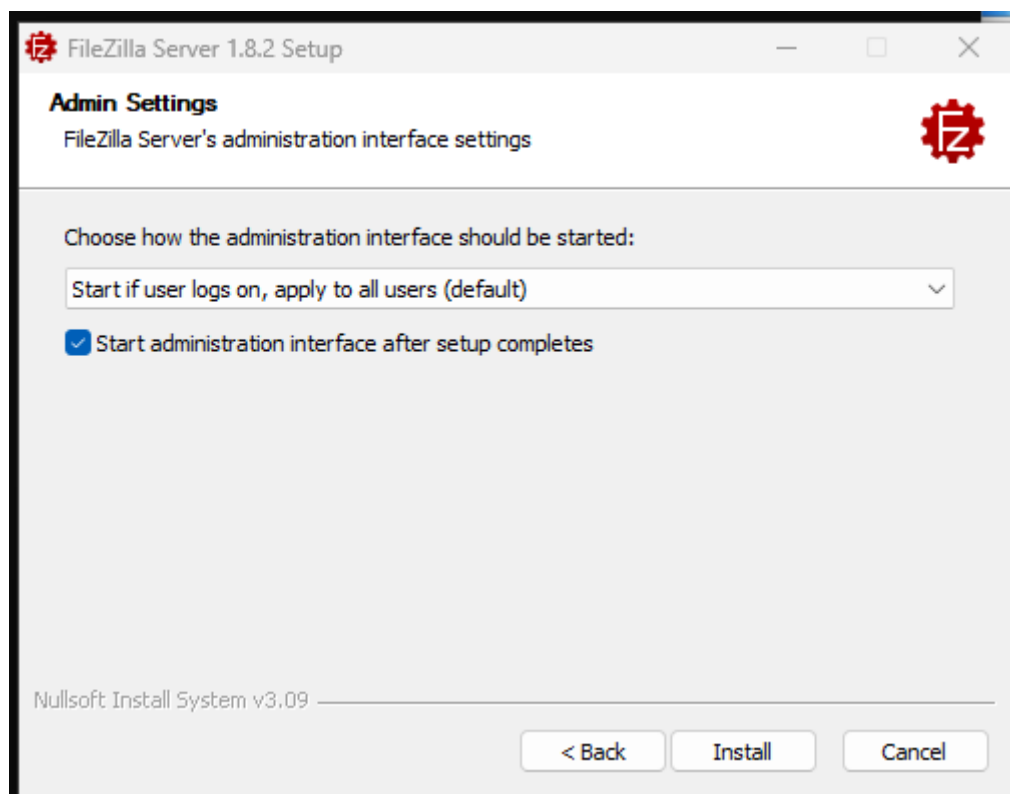 FileZilla Server 1.8.2 Setup
Admin Settings
FileZilla Server's administration interface settings
Fz
Choose how the administration interface should be started:
Start if user logs on, apply to all users (default)
Start administration interface after setup completes
Nullsoft Install System v3.09
< Back
Install
Cancel